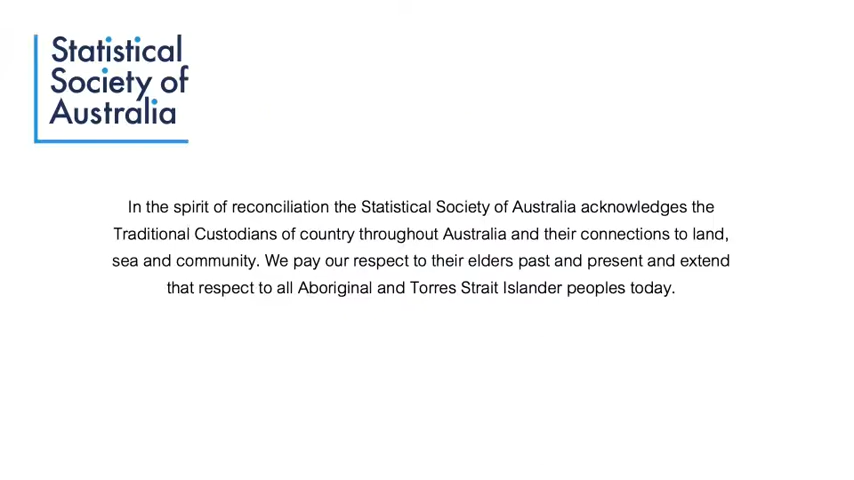 Statistical
Society of
Australia
In the spirit of reconciliation the Statistical Society of Australia acknowledges the
Traditional Custodians of country throughout Australia and their connections to land,
sea and community. We pay our respect to their elders past and present and extend
that respect to all Aboriginal and Torres Strait Islander peoples today.